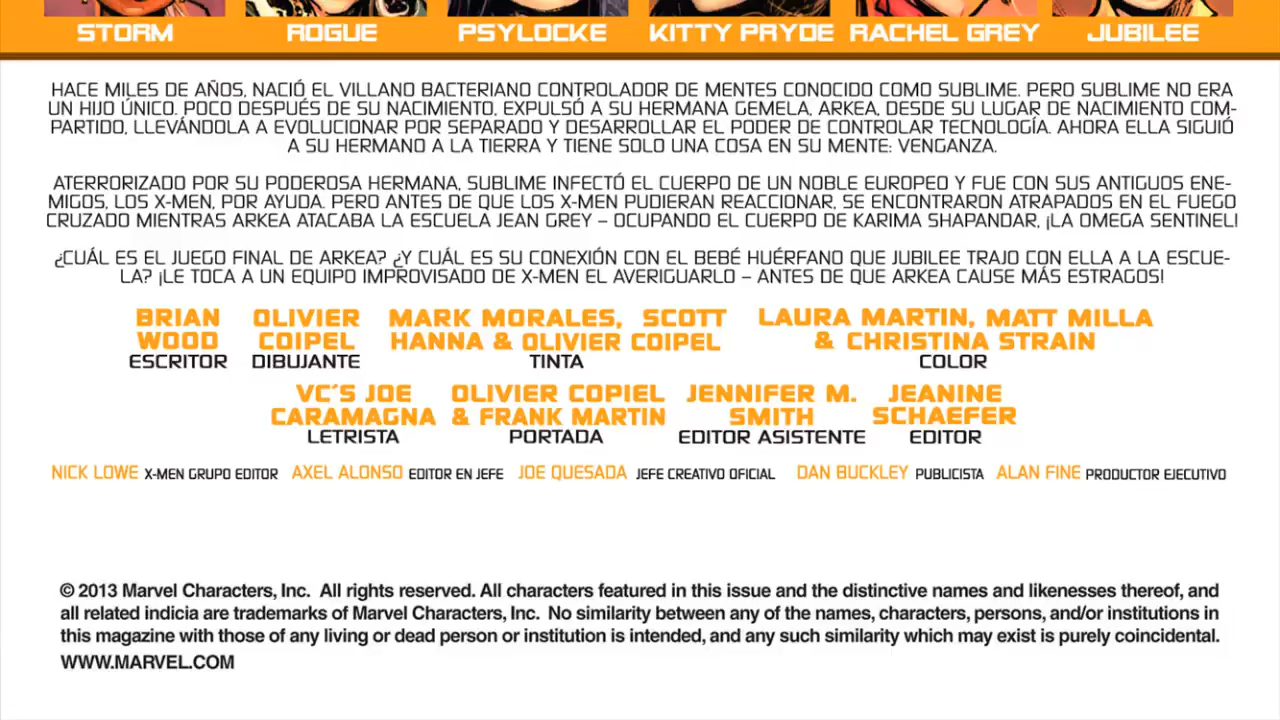 STORM ROGUE PSYLOCKE KITTY PRYDE RACHEL GREY JUBILEE
HACE MILES DE AÑOS, NACIÓ EL VILLANO BACTERIANO CONTROLADOR DE MENTES CONOCIDO COMO SUBLIME. PERO SUBLIME NO ERA
UN HIJO ÚNICO. POCO DESPUÉS DE SU NACIMIENTO, EXPULSÓ A SU HERMANA GEMELA, ARKEA, DESDE SU LUGAR DE NACIMIENTO COM-
PARTIDO, LLEVÁNDOLA A EVOLUCIONAR POR SEPARADO Y DESARROLLAR EL PODER DE CONTROLAR TECNOLOGÍA. AHORA ELLA SIGUIÓ
A SU HERMANO A LA TIERRA Y TIENE SOLO UNA COSA EN SU MENTE: VENGANZA.
ATERRORIZADO POR SU PODEROSA HERMANA, SUBLIME INFECTÓ EL CUERPO DE UN NOBLE EUROPEO Y FUE CON SUS ANTIGUOS ENE-
MIGOS, LOS X-MEN, POR AYUDA. PERO ANTES DE QUE LOS X-MEN PUDIERAN REACCIONAR, SE ENCONTRARON ATRAPADOS EN EL FUEGO
CRUZADO MIENTRAS ARKEA ATACABA LA ESCUELA JEAN GREY – OCUPANDO EL CUERPO DE KARIMA SHAPANDAR, ¡LA OMEGA SENTINEL!
¿CUÁL ES EL JUEGO FINAL DE ARKEA? ¿Y CUÁL ES SU CONEXIÓN CON EL BEBÉ HUÉRFANO QUE JUBILEE TRAJO CON ELLA A LA ESCUE-
LA? ¡LE TOCA A UN EQUIPO IMPROVISADO DE X-MEN EL AVERIGUARLO – ANTES DE QUE ARKEA CAUSE MÁS ESTRAGOS!
BRIAN
WOOD
ESCRITOR
OLIVIER
COIPEL
DIBUJANTE
MARK MORALES, SCOTT
HANNA & OLIVIER COIPEL
TINTA
LAURA MARTIN, MATT MILLA
& CHRISTINA STRAIN
COLOR
VC´S JOE
CARAMAGNA
LETRISTA
OLIVIER COPIEL
& FRANK MARTIN
PORTADA
JENNIFER M.
SMITH
EDITOR ASISTENTE
JEANINE
SCHAEFER
EDITOR
NICK LOWE X-MEN GRUPO EDITOR AXEL ALONSO EDITOR EN JEFE JOE QUESADA JEFE CREATIVO OFICIAL DAN BUCKLEY PUBLICISTA ALAN FINE PRODUCTOR EJECUTIVO
© 2013 Marvel Characters, Inc. All rights reserved. All characters featured in this issue and the distinctive names and likenesses thereof, and
all related indicia are trademarks of Marvel Characters, Inc. No similarity between any of the names, characters, persons, and/or institutions in
this magazine with those of any living or dead person or institution is intended, and any such similarity which may exist is purely coincidental.
WWW.MARVEL.COM